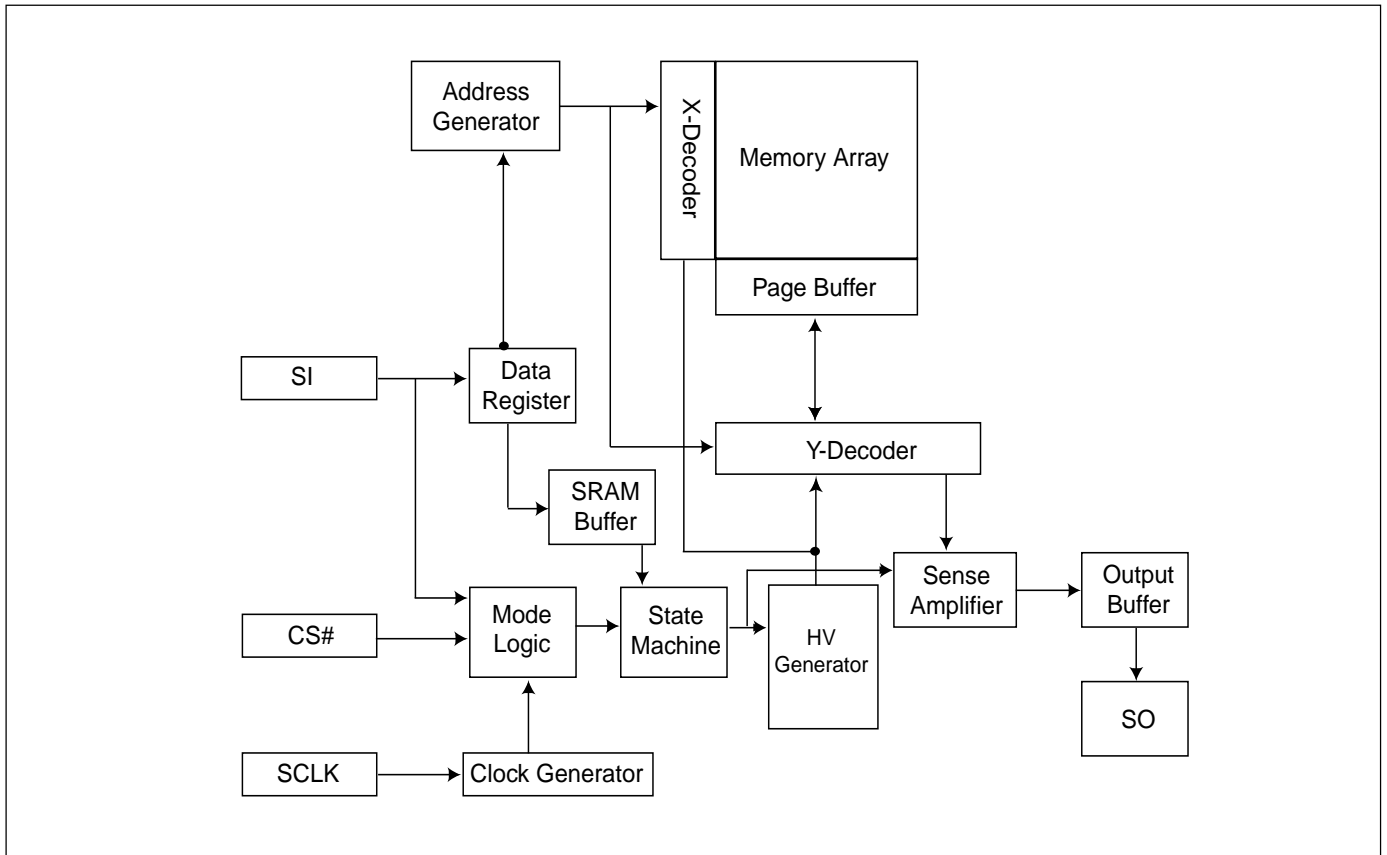 Address
Generator
X-Decoder
Memory Array
Page Buffer
SI
Data
Register
Y-Decoder
SRAM
Buffer
Sense
Amplifier
Output
Buffer
CS#
Mode
Logic
State
Machine
HV
Generator
SO
SCLK
Clock Generator